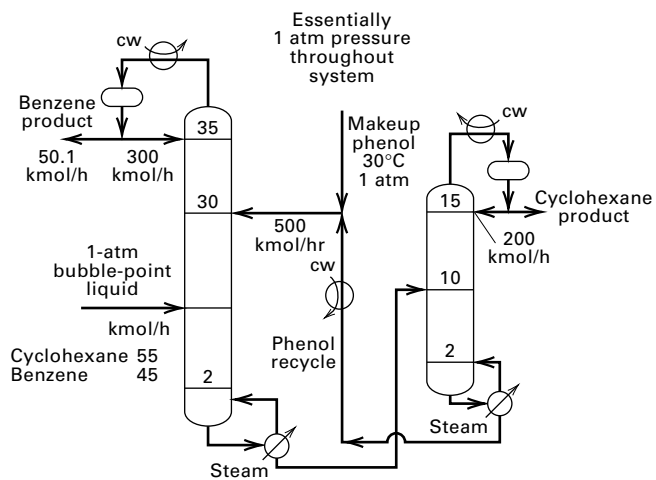 Essentially
1 atm pressure
throughout
system
cw
Benzene
product
50.1
kmol/h
300
kmol/h
35
30
1-atm
bubble-point
liquid
kmol/h
Cyclohexane 55
Benzene 45
2
Steam
Makeup
phenol
30°C
1 atm
500
kmol/hr
cw
Phenol
recycle
cw
15
Cyclohexane
product
200
kmol/h
10
2
Steam